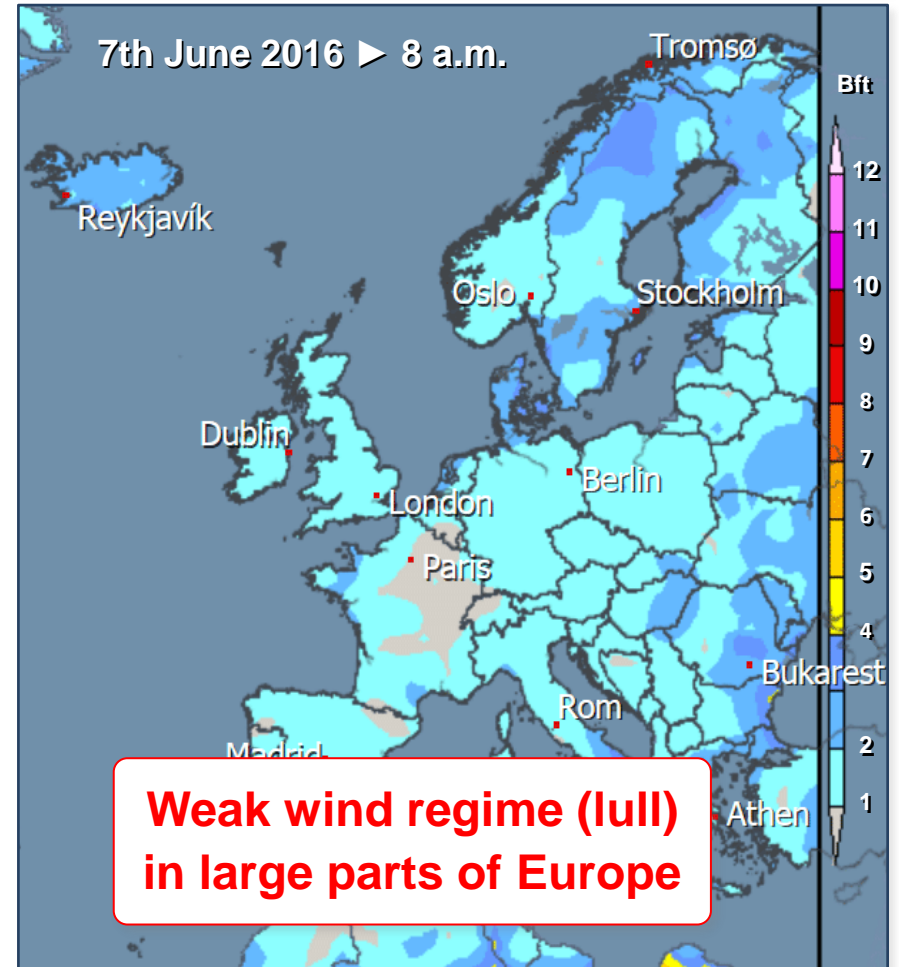 7th June 2016 ► 8 a.m.
Tromsø
Bft
12
Reykjavík
11
10
Oslo
Stockholm
9
8
Dublin
7
Berlin
London
6
Paris
5
4
Bukarest
Rom
2
Madrid
1
Athen
Weak wind regime (lull)
in large parts of Europe